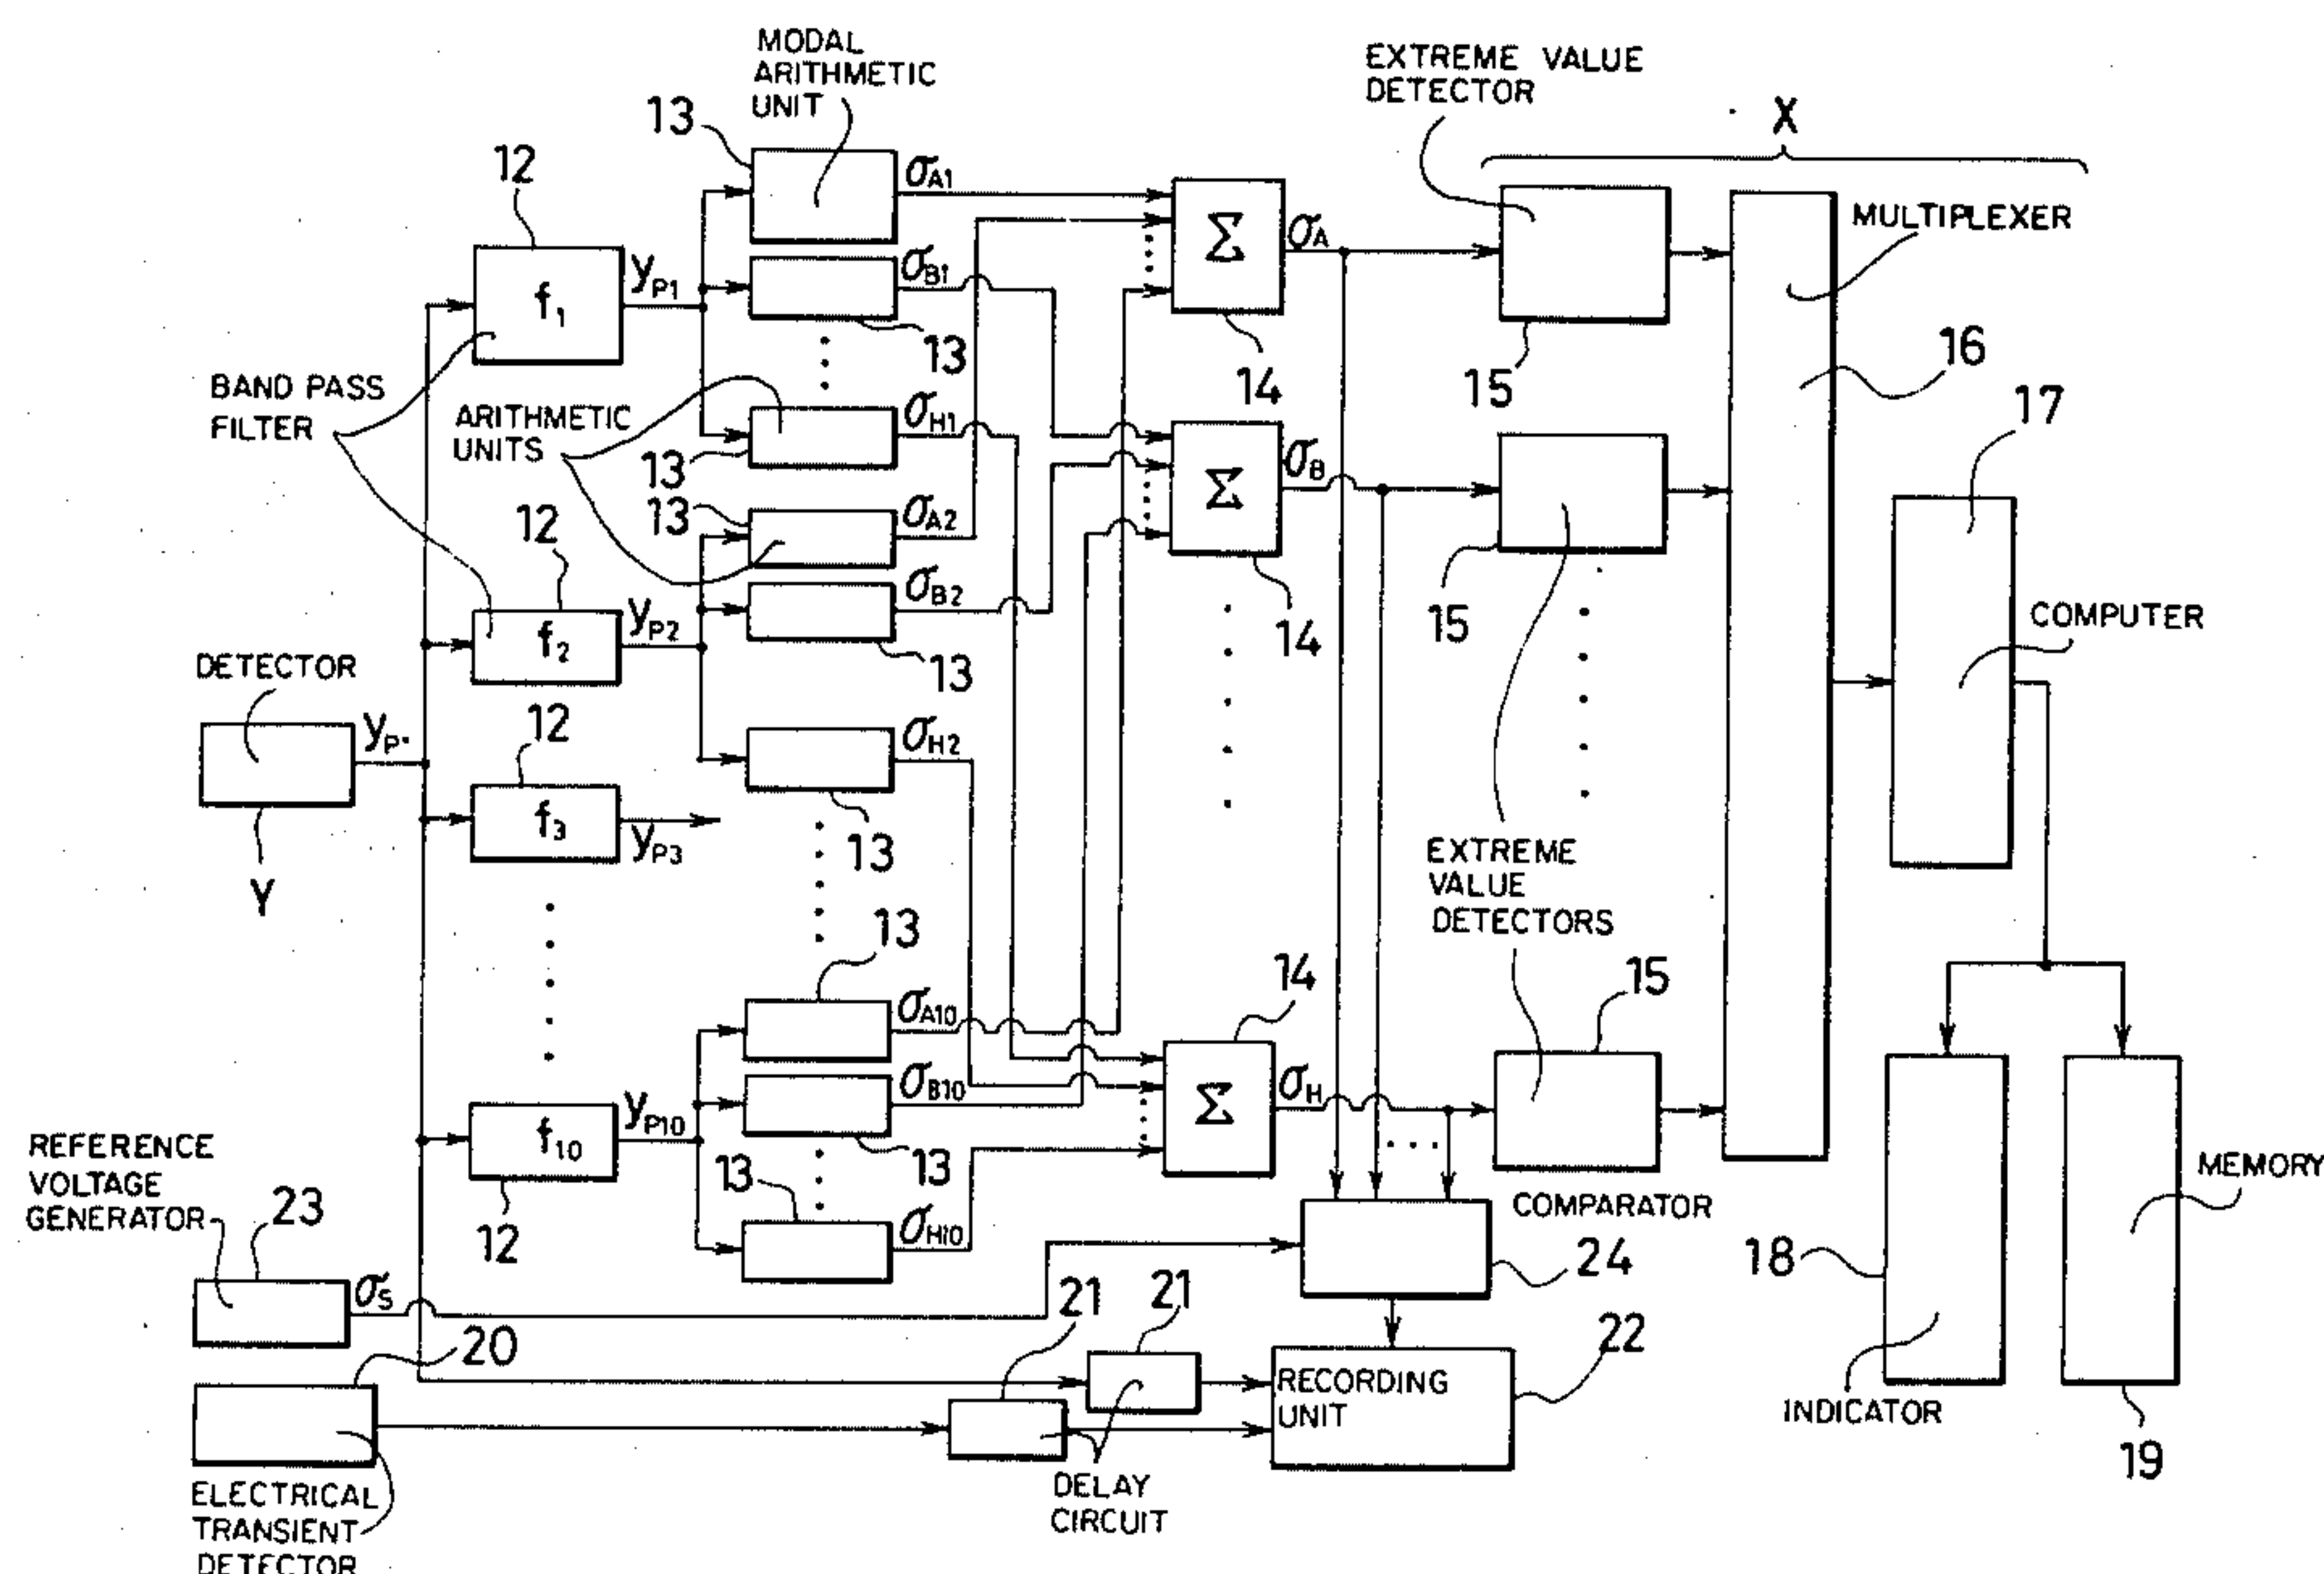 MODAL
ARITHMETIC
UNIT
EXTREME VALUE
DETECTOR
X
13
12
σA1
σA
MULTIPLEXER
f1
yP1
σB1
Σ
13
14
15
16
BAND PASS
FILTER
ARITHMETIC
UNITS
σH1
13
17
σB
Σ
13
σA2
12
σB2
14
15
COMPUTER
f2
yP2
13
DETECTOR
yP
12
σH2
f3
yP3
13
Y
EXTREME
VALUE
DETECTORS
13
14
15
σA10
σB10
Σ
σH
f10
yP10
13
13
12
σH10
REFERENCE
VOLTAGE
GENERATOR
23
σS
COMPARATOR
24
MEMORY
18
21
21
22
20
RECORDING
UNIT
INDICATOR
19
DELAY
CIRCUIT
ELECTRICAL
TRANSIENT
DETECTOR